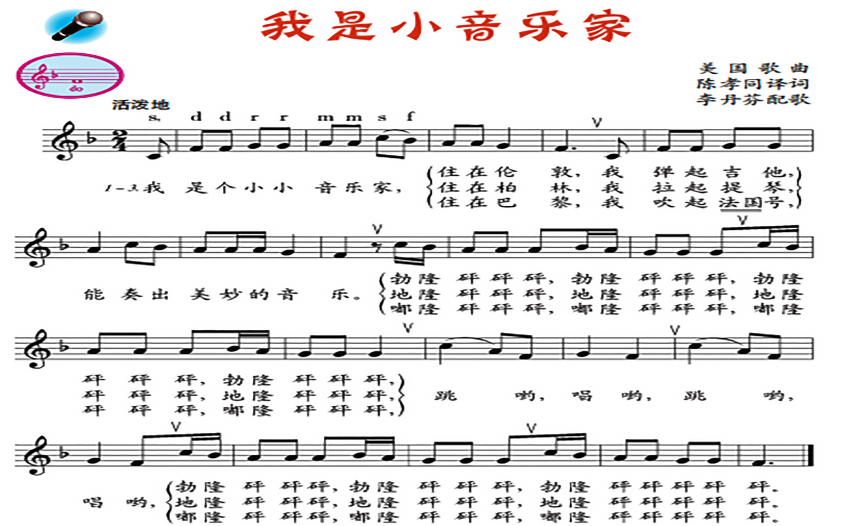 我是小音乐家
美国歌曲
陈孝同译词
李丹芬配歌
do
活泼地
s, d d r r m m s f
2/4
住在伦敦,我弹起吉他,
1-3.我是个小小音乐家,住在柏林,我拉起提琴,
住在巴黎,我吹起法国号,
勃隆砰砰砰,勃隆砰砰砰,勃隆
能奏出美妙的音乐。地隆砰砰砰,地隆砰砰砰,地隆
嘟隆砰砰砰,嘟隆砰砰砰,嘟隆
砰砰砰,勃隆砰砰砰,
砰砰砰,地隆砰砰砰,跳哟,唱哟,跳哟,
砰砰砰,嘟隆砰砰砰,
勃隆砰砰砰,勃隆砰砰砰,勃隆砰砰砰砰。
唱哟,地隆砰砰砰,地隆砰砰砰,地隆砰砰砰砰。
嘟隆砰砰砰,嘟隆砰砰砰,嘟隆砰砰砰砰。